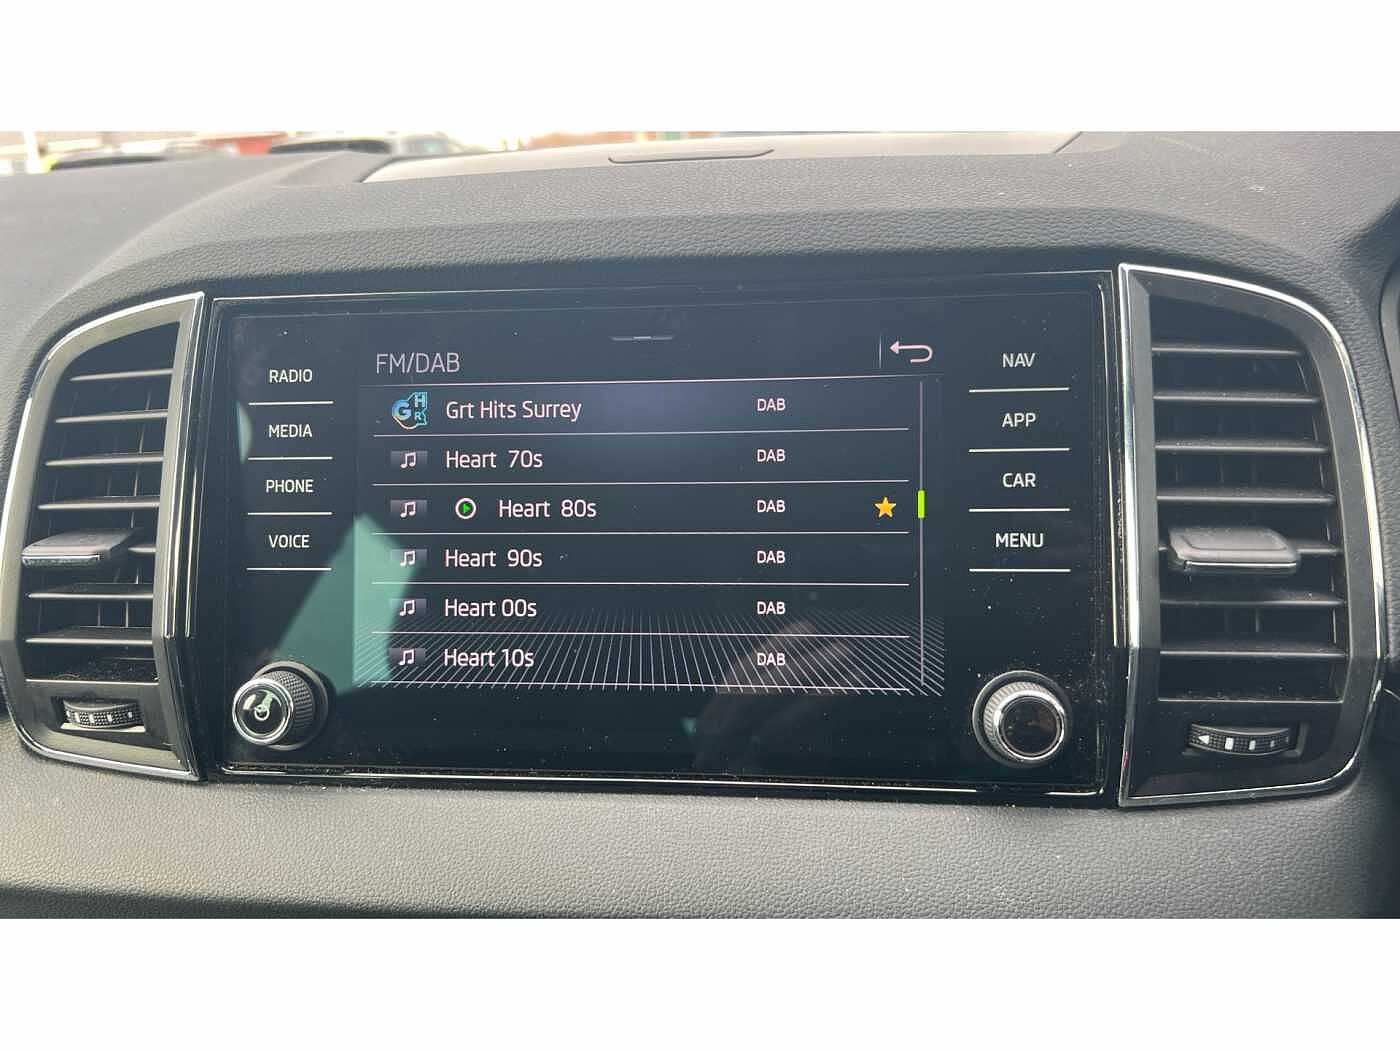 FM/DAB
RADIO
MEDIA
PHONE
VOICE
GHR
Grt Hits Surrey DAB
Heart 70s DAB
Heart 80s DAB
Heart 90s DAB
Heart 00s DAB
Heart 10s DAB
NAV
APP
CAR
MENU